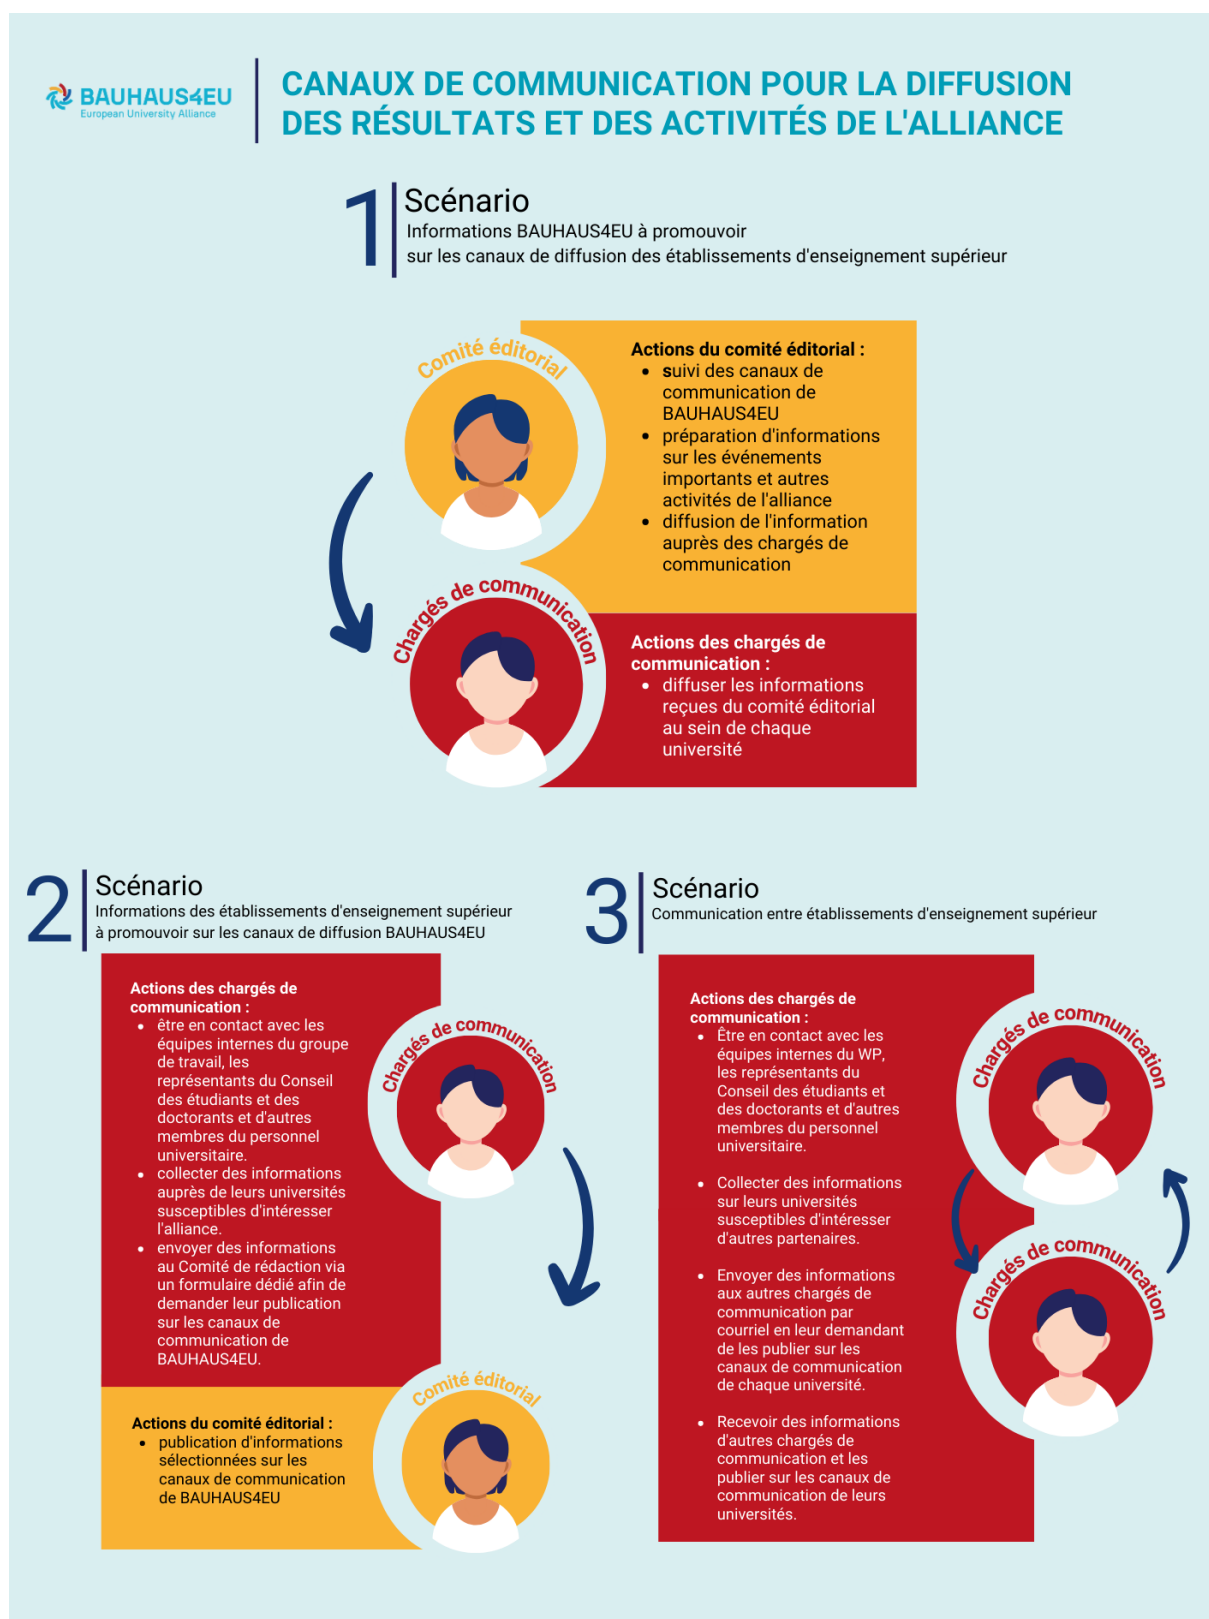 BAUHAUS4EU
European University Alliance
CANAUX DE COMMUNICATION POUR LA DIFFUSION
DES RÉSULTATS ET DES ACTIVITÉS DE L'ALLIANCE
1
Scénario
Informations BAUHAUS4EU à promouvoir
sur les canaux de diffusion des établissements d'enseignement supérieur
Comité éditorial
Actions du comité éditorial :
• suivi des canaux de
communication de
BAUHAUS4EU
• préparation d'informations
sur les événements
importants et autres
activités de l'alliance
• diffusion de l'information
auprès des chargés de
communication
Chargés de communication
Actions des chargés de
communication :
• diffuser les informations
reçues du comité éditorial
au sein de chaque
université
2
Scénario
Informations des établissements d'enseignement supérieur
à promouvoir sur les canaux de diffusion BAUHAUS4EU
Actions des chargés de
communication :
• être en contact avec les
équipes internes du groupe
de travail, les
représentants du Conseil
des étudiants et des
doctorants et d'autres
membres du personnel
universitaire.
• collecter des informations
auprès de leurs universités
susceptibles d'intéresser
l'alliance.
• envoyer des informations
au Comité de rédaction via
un formulaire dédié afin de
demander leur publication
sur les canaux de
communication de
BAUHAUS4EU.
Chargés de communication
Actions du comité éditorial :
• publication d'informations
sélectionnées sur les
canaux de communication
de BAUHAUS4EU
Comité éditorial
3
Scénario
Communication entre établissements d'enseignement supérieur
Actions des chargés de
communication :
• Être en contact avec les
équipes internes du WP,
les représentants du
Conseil des étudiants et
des doctorants et d'autres
membres du personnel
universitaire.
• Collecter des informations
sur leurs universités
susceptibles d'intéresser
d'autres partenaires.
• Envoyer des informations
aux autres chargés de
communication par
courriel en leur demandant
de les publier sur les
canaux de communication
de chaque université.
• Recevoir des informations
d'autres chargés de
communication et les
publier sur les canaux de
communication de leurs
universités.
Chargés de communication
Chargés de communication